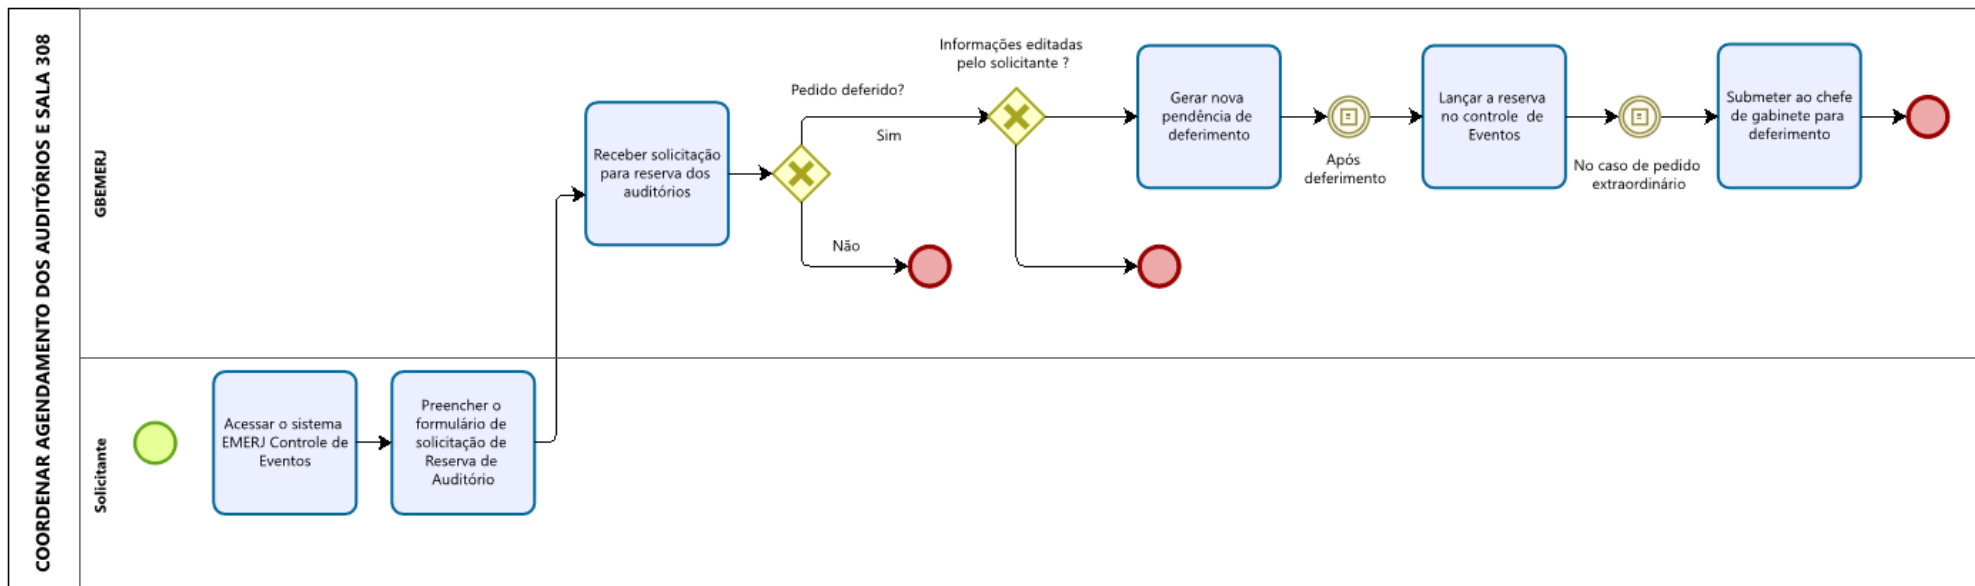 COORDENAR AGENDAMENTO DOS AUDITÓRIOS E SALA 308
GBEMERJ
Receber solicitação
para reserva dos
auditórios
Pedido deferido?
Sim
Não
Informações editadas
pelo solicitante ?
Gerar nova
pendência de
deferimento
Após
deferimento
Lançar a reserva
no controle de
Eventos
No caso de pedido
extraordinário
Submeter ao chefe
de gabinete para
deferimento
Solicitante
Acessar o sistema
EMERJ Controle de
Eventos
Preencher o
formulário de
solicitação de
Reserva de
Auditório